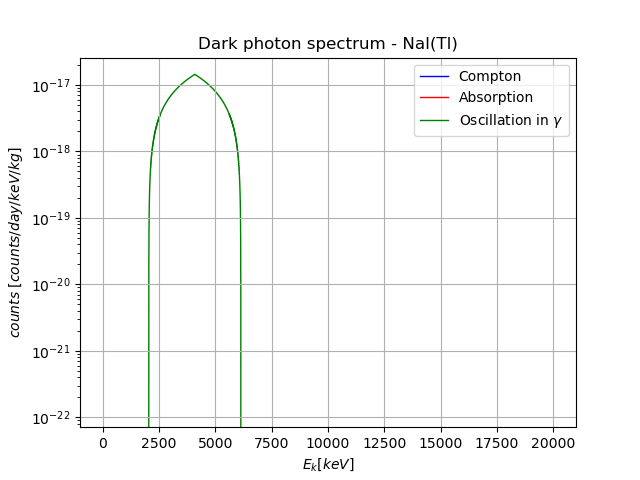 Dark photon spectrum - NaI(Tl)
counts [counts/day/keV/kg]
10⁻¹⁷
10⁻¹⁸
10⁻¹⁹
10⁻²⁰
10⁻²¹
10⁻²²
Compton
Absorption
Oscillation in γ
0 2500 5000 7500 10000 12500 15000 17500 20000
Eₖ[keV]